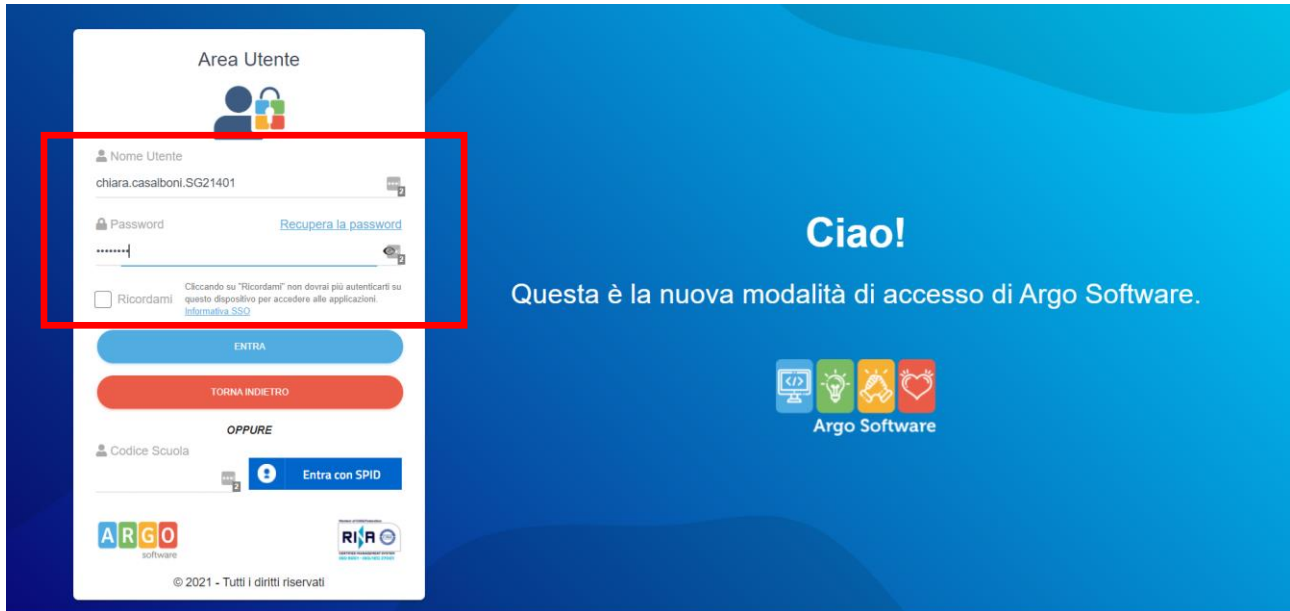 Area Utente
Nome Utente
chiara.casalboni.SG21401
Password Recupera la password
Ricordami
Cliccando su "Ricordami" non dovrai più autenticarti su
questo dispositivo per accedere alle applicazioni.
Informativa SSO
ENTRA
TORNA INDIETRO
OPPURE
Codice Scuola
Entra con SPID
ARGO
software
RINA
© 2021 - Tutti i diritti riservati
Ciao!
Questa è la nuova modalità di accesso di Argo Software.
Argo Software